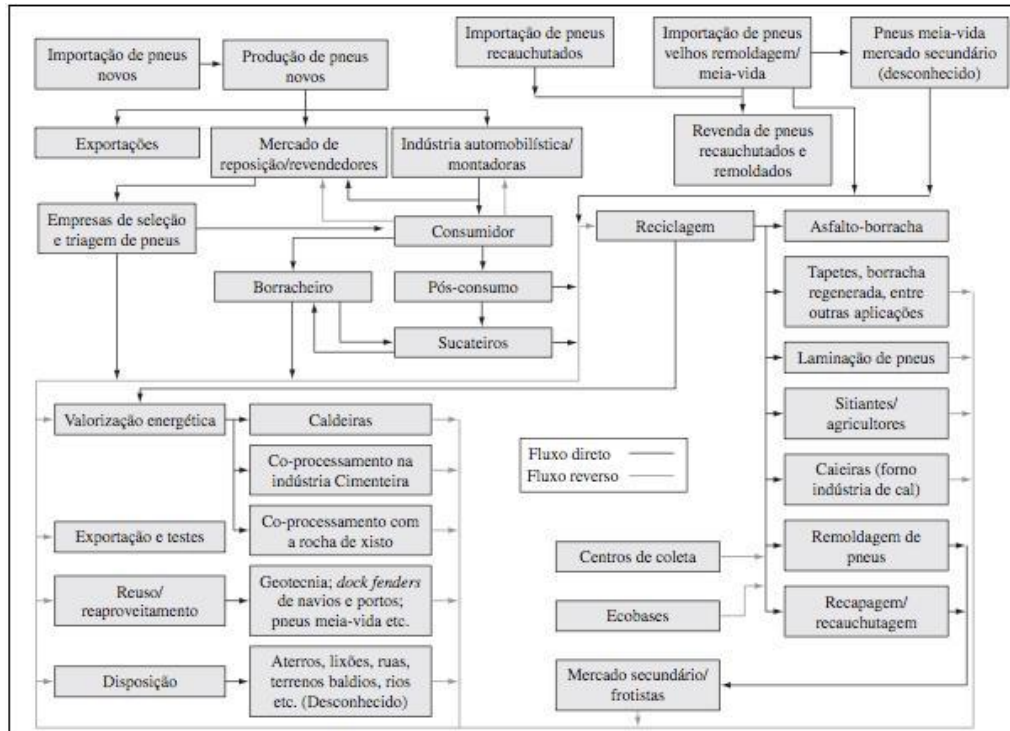 Importação de pneus
novos
Produção de pneus
novos
Importação de pneus
recauchutados
Importação de pneus
velhos remoldagem/
meia-vida
Pneus meia-vida
mercado secundário
(desconhecido)
Exportações
Mercado de
reposição/revendedores
Indústria automobilística/
montadoras
Revenda de pneus
recauchutados e
remoldados
Empresas de seleção
e triagem de pneus
Consumidor
Reciclagem
Asfalto-borracha
Borracheiro
Pós-consumo
Tapetes, borracha
regenerada, entre
outras aplicações
Sucateiros
Laminação de pneus
Valorização energética
Caldeiras
Sitiantes/
agricultores
Fluxo direto
Fluxo reverso
Co-processamento na
indústria Cimenteira
Caieiras (forno
indústria de cal)
Exportação e testes
Co-processamento com
a rocha de xisto
Centros de coleta
Remoldagem de
pneus
Reuso/
reaproveitamento
Geotecnia; dock fenders
de navios e portos;
pneus meia-vida etc.
Ecobases
Recapagem/
recauchutagem
Disposição
Aterros, lixões, ruas,
terrenos baldios, rios
etc. (Desconhecido)
Mercado secundário/
frotistas